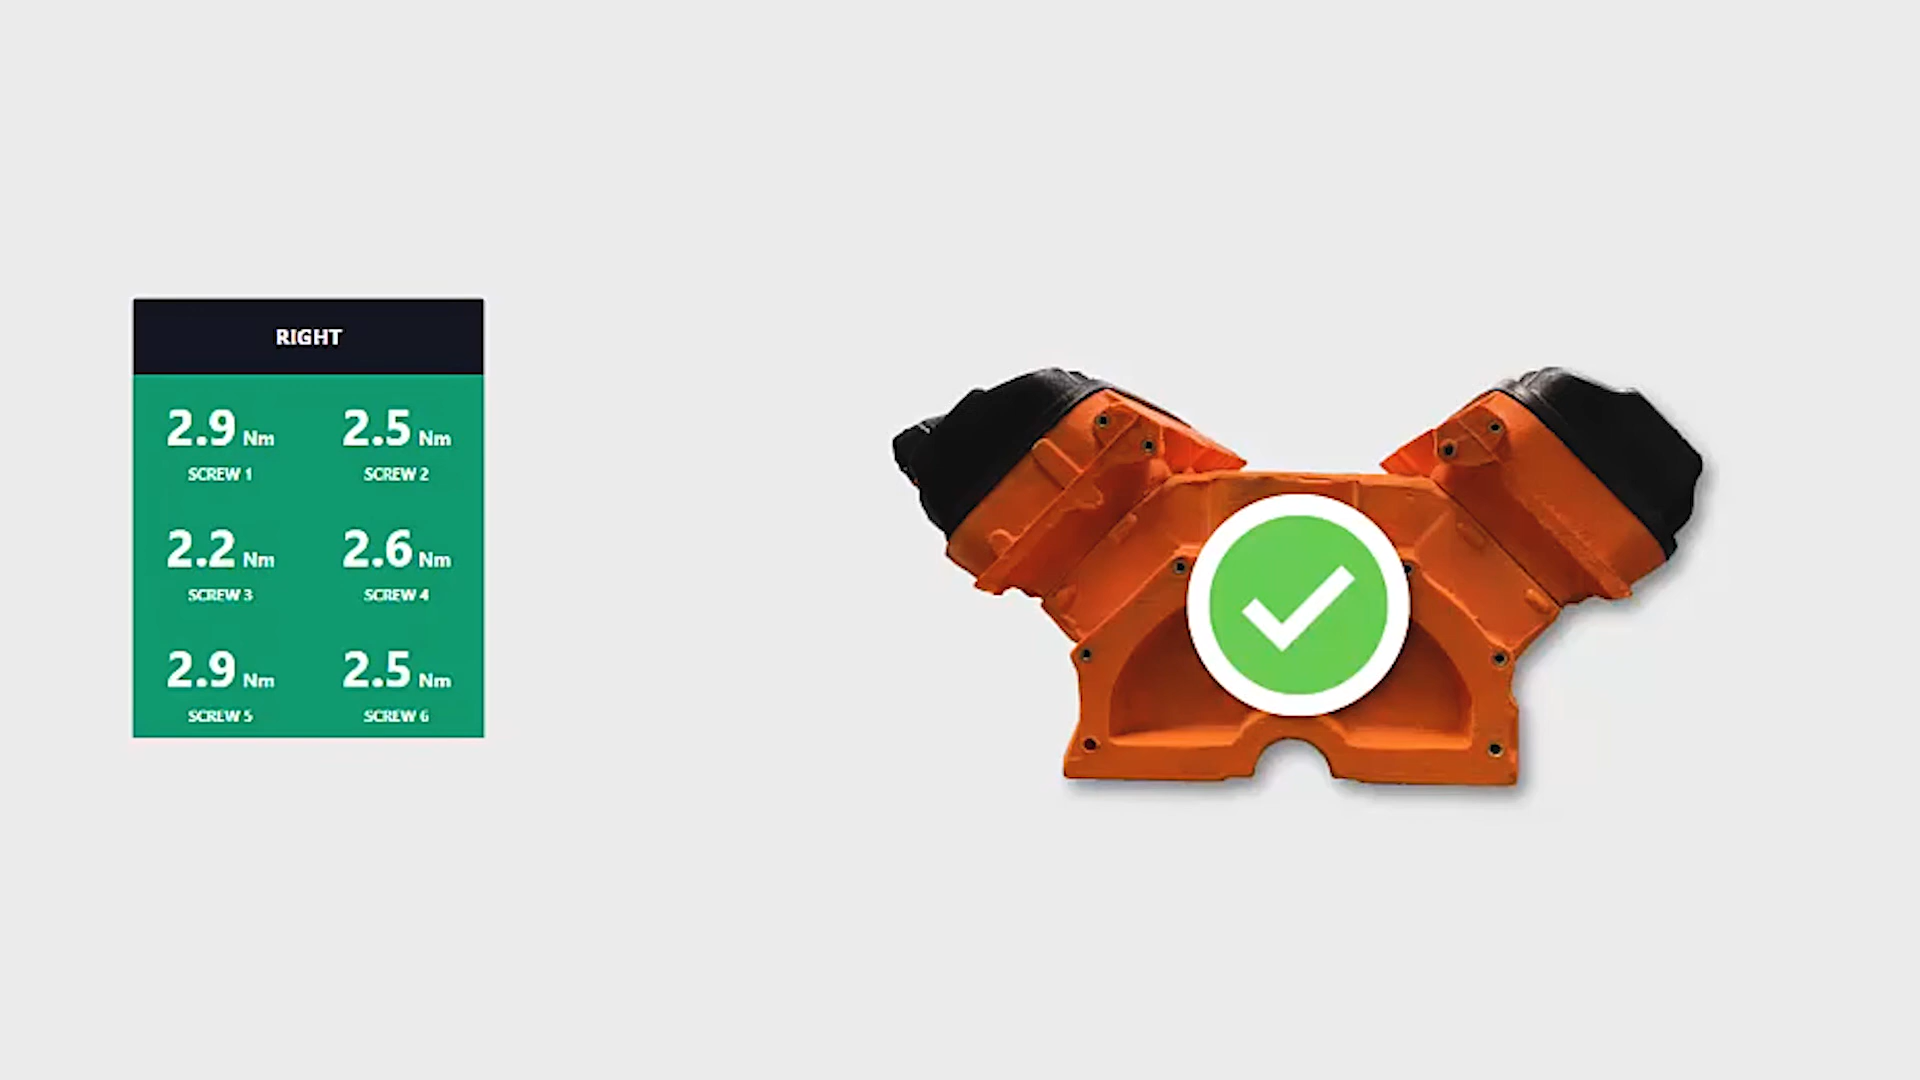 RIGHT
2.9 Nm 2.5 Nm
SCREW 1 SCREW 2
2.2 Nm 2.6 Nm
SCREW 3 SCREW 4
2.9 Nm 2.5 Nm
SCREW 5 SCREW 6